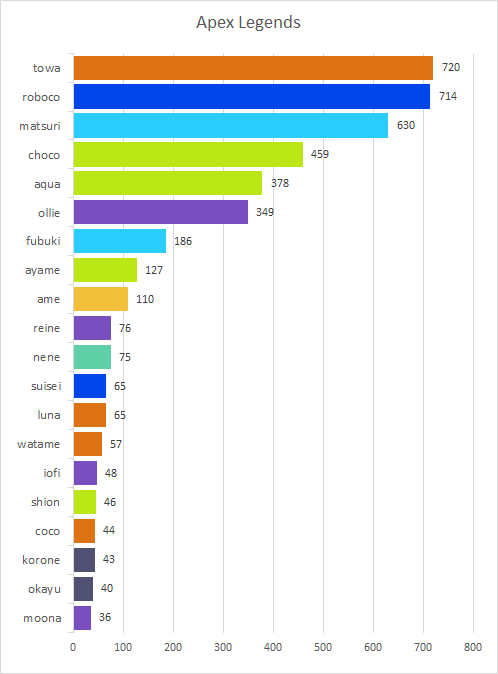 Apex Legends
towa 720
roboco 714
matsuri 630
choco 459
aqua 378
ollie 349
fubuki 186
ayame 127
ame 110
reine 76
nene 75
suisei 65
luna 65
watame 57
iofi 48
shion 46
coco 44
korone 43
okayu 40
moona 36
0 100 200 300 400 500 600 700 800